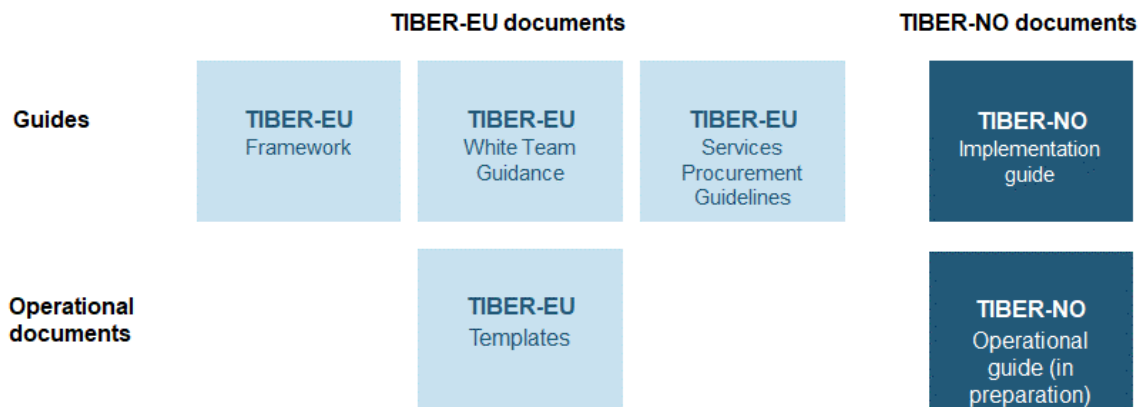 TIBER-EU documents
TIBER-NO documents
Guides
TIBER-EU
Framework
TIBER-EU
White Team
Guidance
TIBER-EU
Services
Procurement
Guidelines
TIBER-NO
Implementation
guide
Operational
documents
TIBER-EU
Templates
TIBER-NO
Operational
guide (in
preparation)